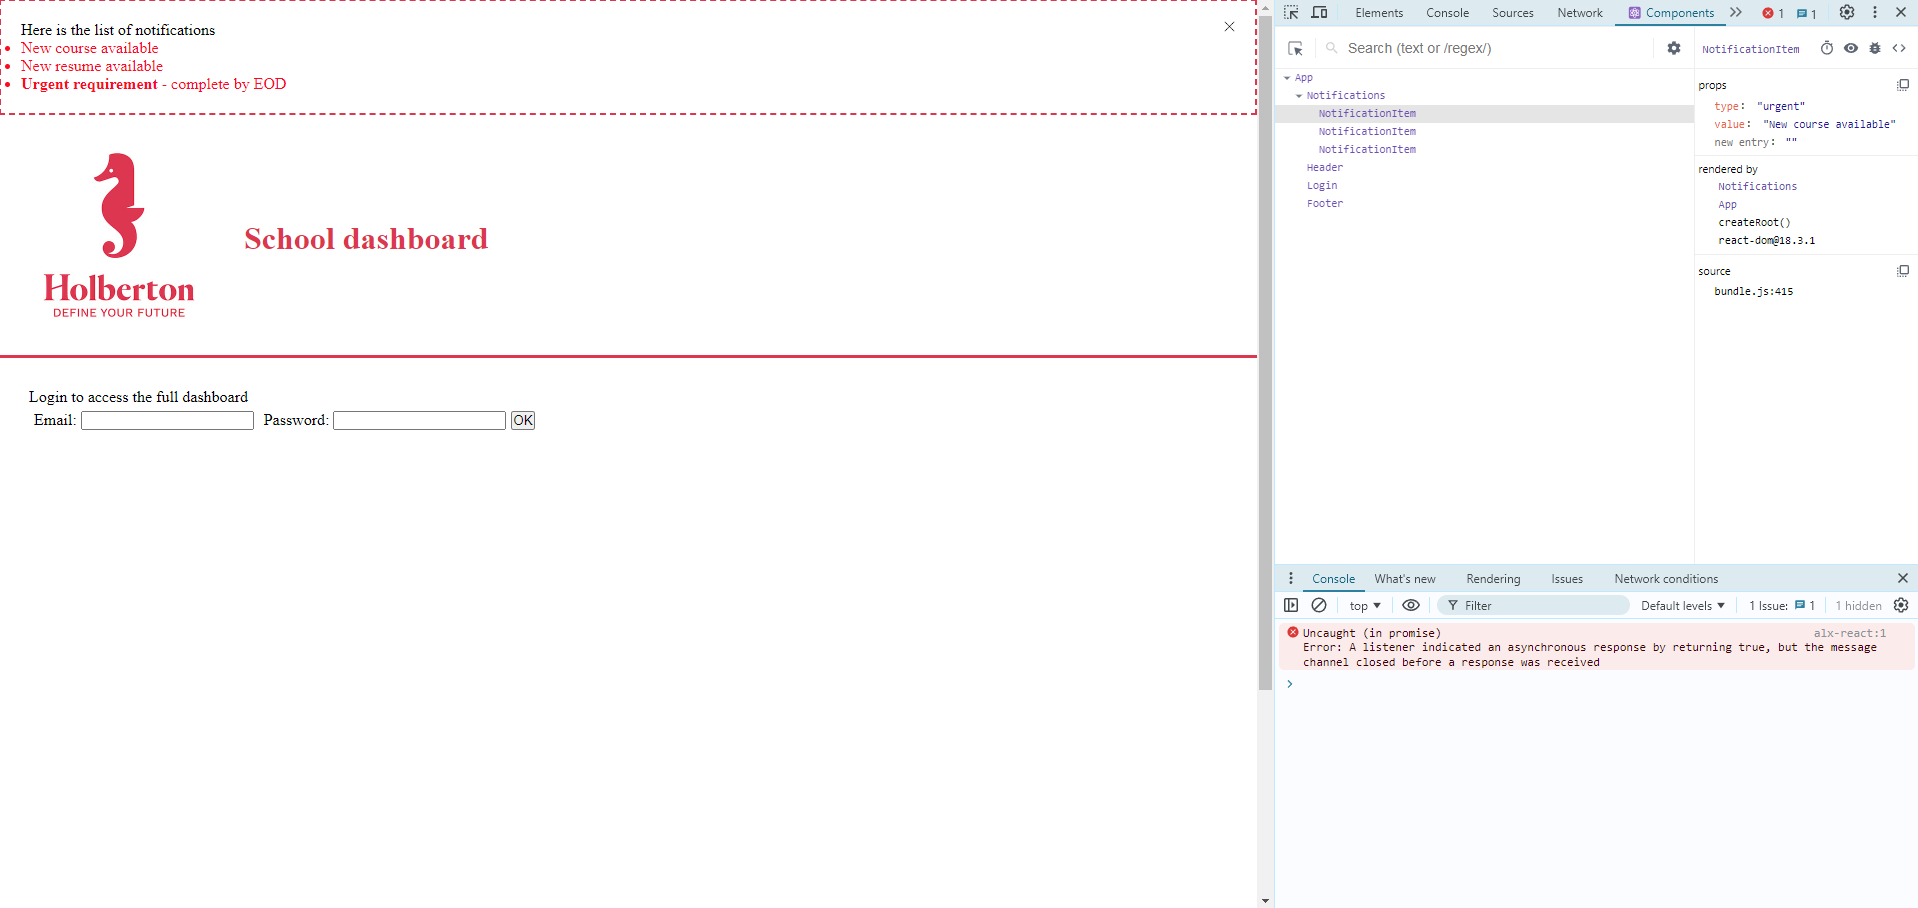 Here is the list of notifications
New course available
New resume available
Urgent requirement - complete by EOD
Holberton
DEFINE YOUR FUTURE
School dashboard
Login to access the full dashboard
Email: Password: OK
Elements Console Sources Network Components 1 1
Search (text or /regex/)
App
Notifications
NotificationItem
NotificationItem
NotificationItem
Header
Login
Footer
NotificationItem
props
type: "urgent"
value: "New course available"
new entry: ""
rendered by
Notifications
App
createRoot()
react-dom@18.3.1
source
bundle.js:415
Console What's new Rendering Issues Network conditions
top Filter Default levels 1 Issue: 1 1 hidden
Uncaught (in promise) alx-react:1
Error: A listener indicated an asynchronous response by returning true, but the message
channel closed before a response was received